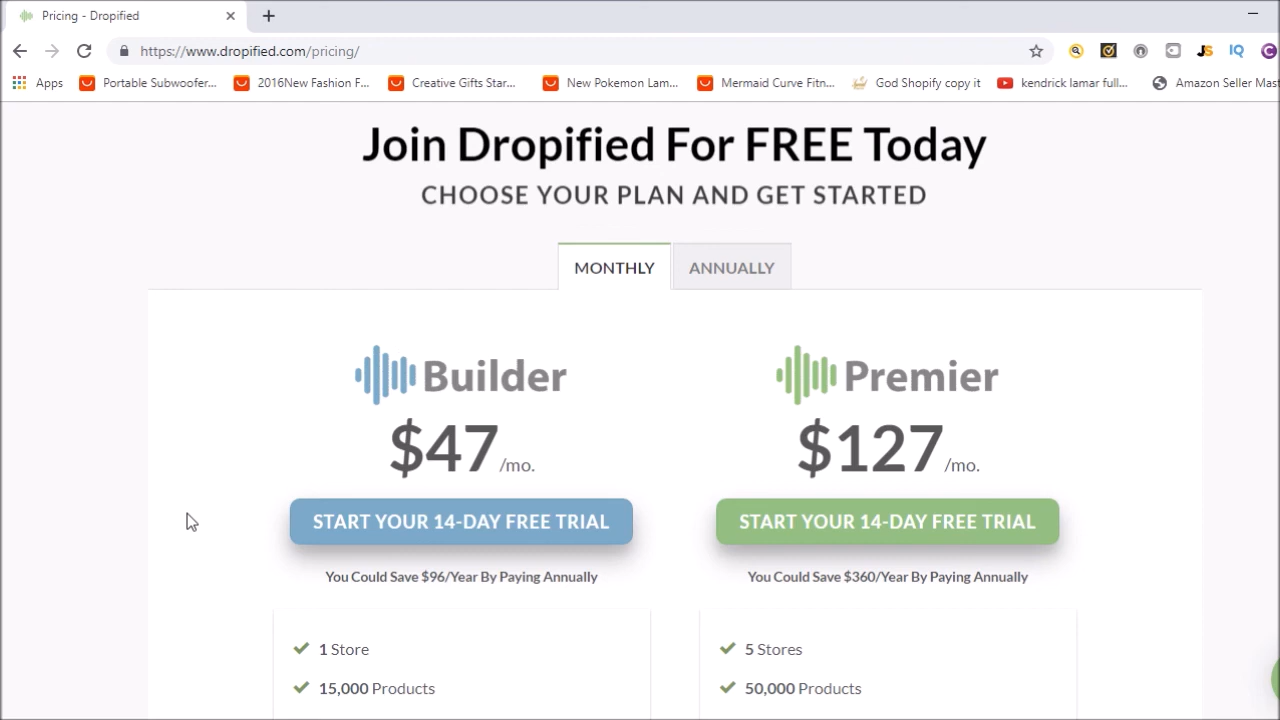 Pricing - Dropified
https://www.dropified.com/pricing/
JS
IQ
C
Apps
Portable Subwoofer...
2016New Fashion F...
Creative Gifts Star...
New Pokemon Lam...
Mermaid Curve Fitn...
God Shopify copy it
kendrick lamar full...
Amazon Seller Mast
Join Dropified For FREE Today
CHOOSE YOUR PLAN AND GET STARTED
MONTHLY
ANNUALLY
Builder
$47 /mo.
START YOUR 14-DAY FREE TRIAL
You Could Save $96/Year By Paying Annually
1 Store
15,000 Products
Premier
$127 /mo.
START YOUR 14-DAY FREE TRIAL
You Could Save $360/Year By Paying Annually
5 Stores
50,000 Products